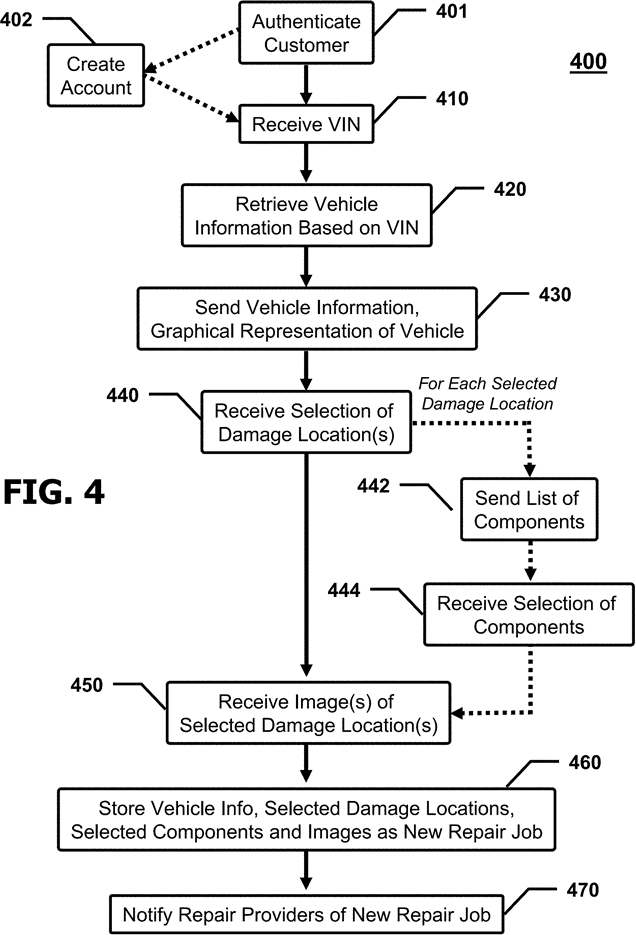 402
401
Authenticate
Customer
400
Create
Account
410
Receive VIN
420
Retrieve Vehicle
Information Based on VIN
430
Send Vehicle Information,
Graphical Representation of Vehicle
440
For Each Selected
Damage Location
Receive Selection of
Damage Location(s)
FIG. 4
442
Send List of
Components
444
Receive Selection of
Components
450
Receive Image(s) of
Selected Damage Location(s)
460
Store Vehicle Info, Selected Damage Locations,
Selected Components and Images as New Repair Job
470
Notify Repair Providers of New Repair Job